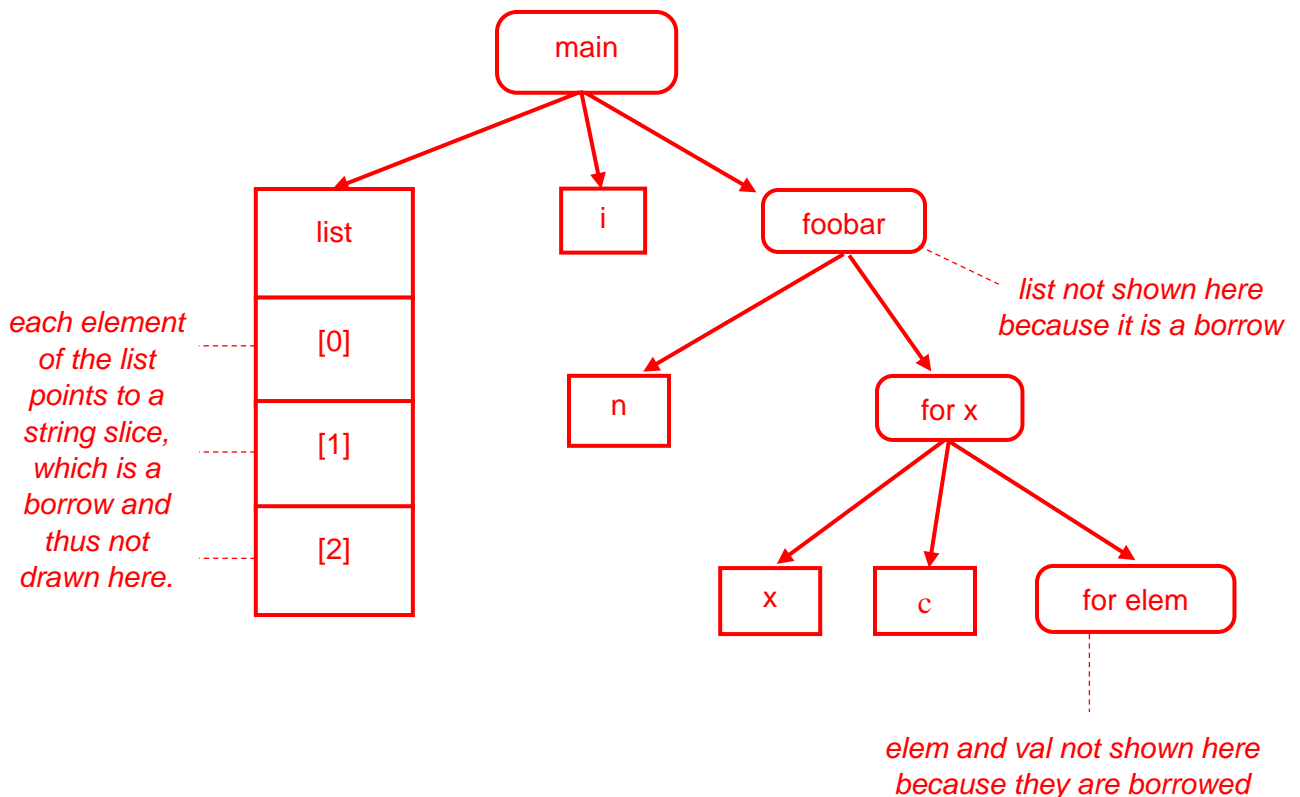 main
list
i
foobar
list not shown here
because it is a borrow
each element
of the list
points to a
string slice,
which is a
borrow and
thus not
drawn here.
[0]
[1]
[2]
n
for x
x
c
for elem
elem and val not shown here
because they are borrowed